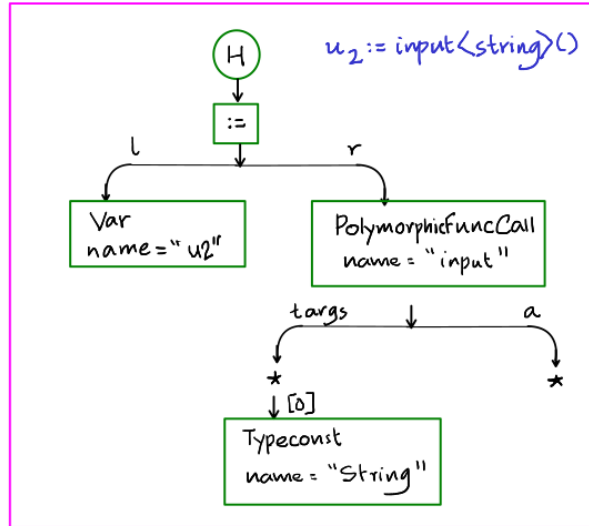 H
u2 := input<string>()
:=
l
r
Var
name = "u2"
PolymorphicFuncCall
name = "input"
targs
a
*
*
[0]
Typeconst
name = "String"